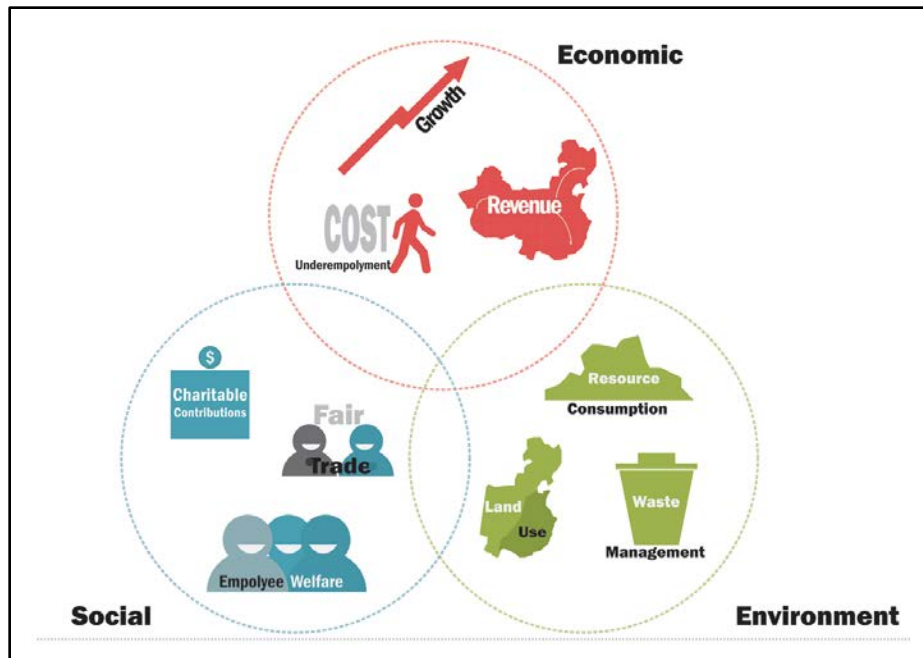 Economic
Growth
Revenue
COST
Underempolyment
$
Charitable
Contributions
Fair
Trade
Empolyee Welfare
Social
Resource
Consumption
Land
Use
Waste
Management
Environment